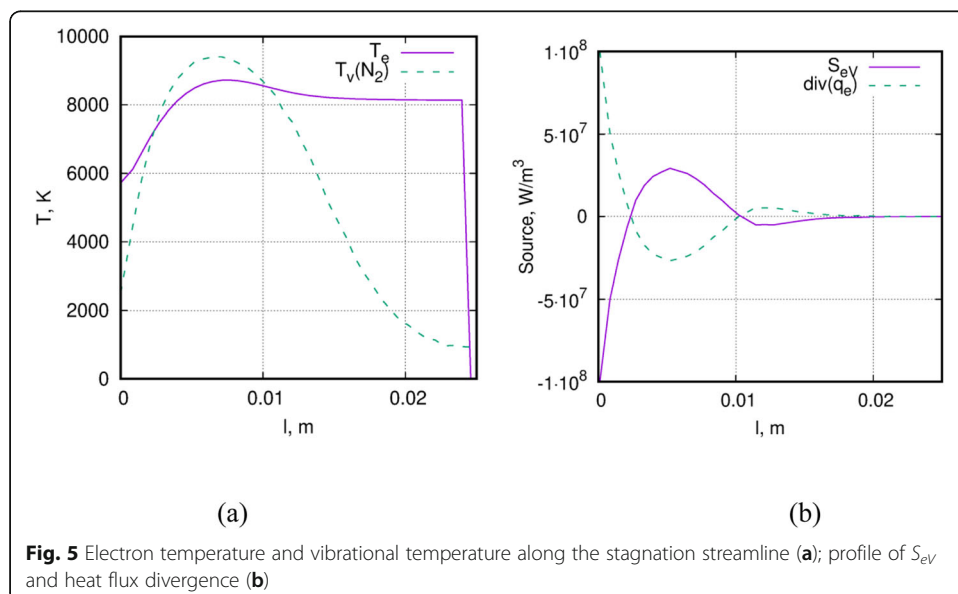 10000
8000
6000
4000
2000
0
T, K
T_e
T_v(N_2)
0
0.01
0.02
l, m
1·10^8
5·10^7
0
-5·10^7
-1·10^8
Source, W/m^3
S_eV
div(q_e)
0
0.01
0.02
l, m
(a)
(b)
Fig. 5 Electron temperature and vibrational temperature along the stagnation streamline (a); profile of S_eV
and heat flux divergence (b)